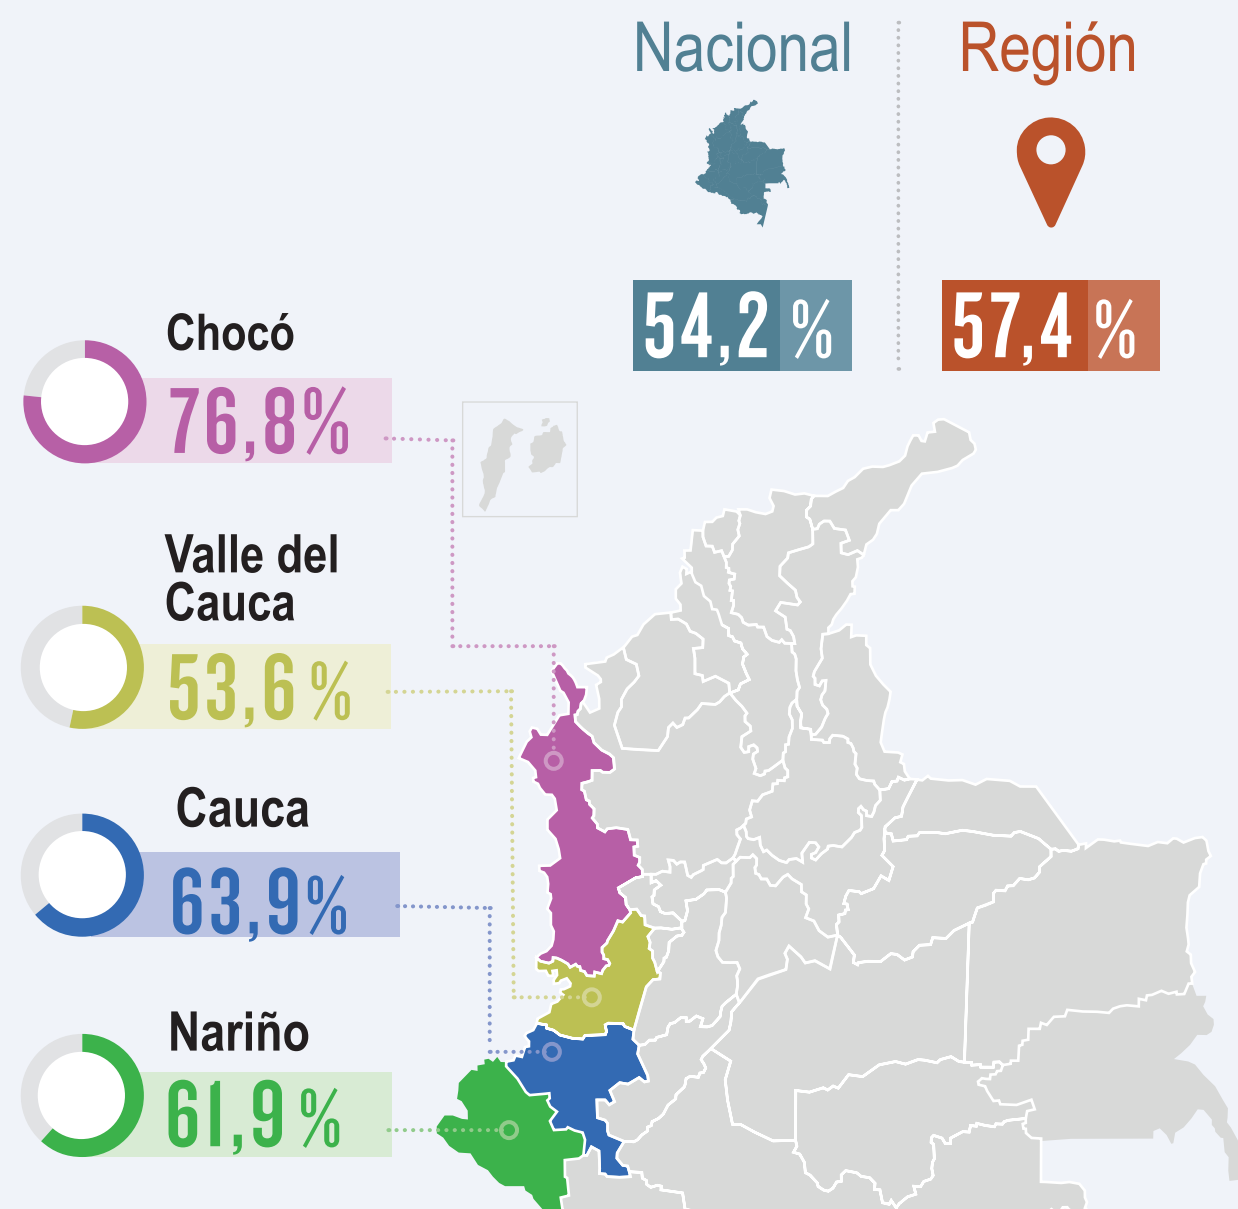 Nacional
Región
54,2 %
57,4 %
Chocó
76,8%
Valle del
Cauca
53,6 %
Cauca
63,9%
Nariño
61,9 %